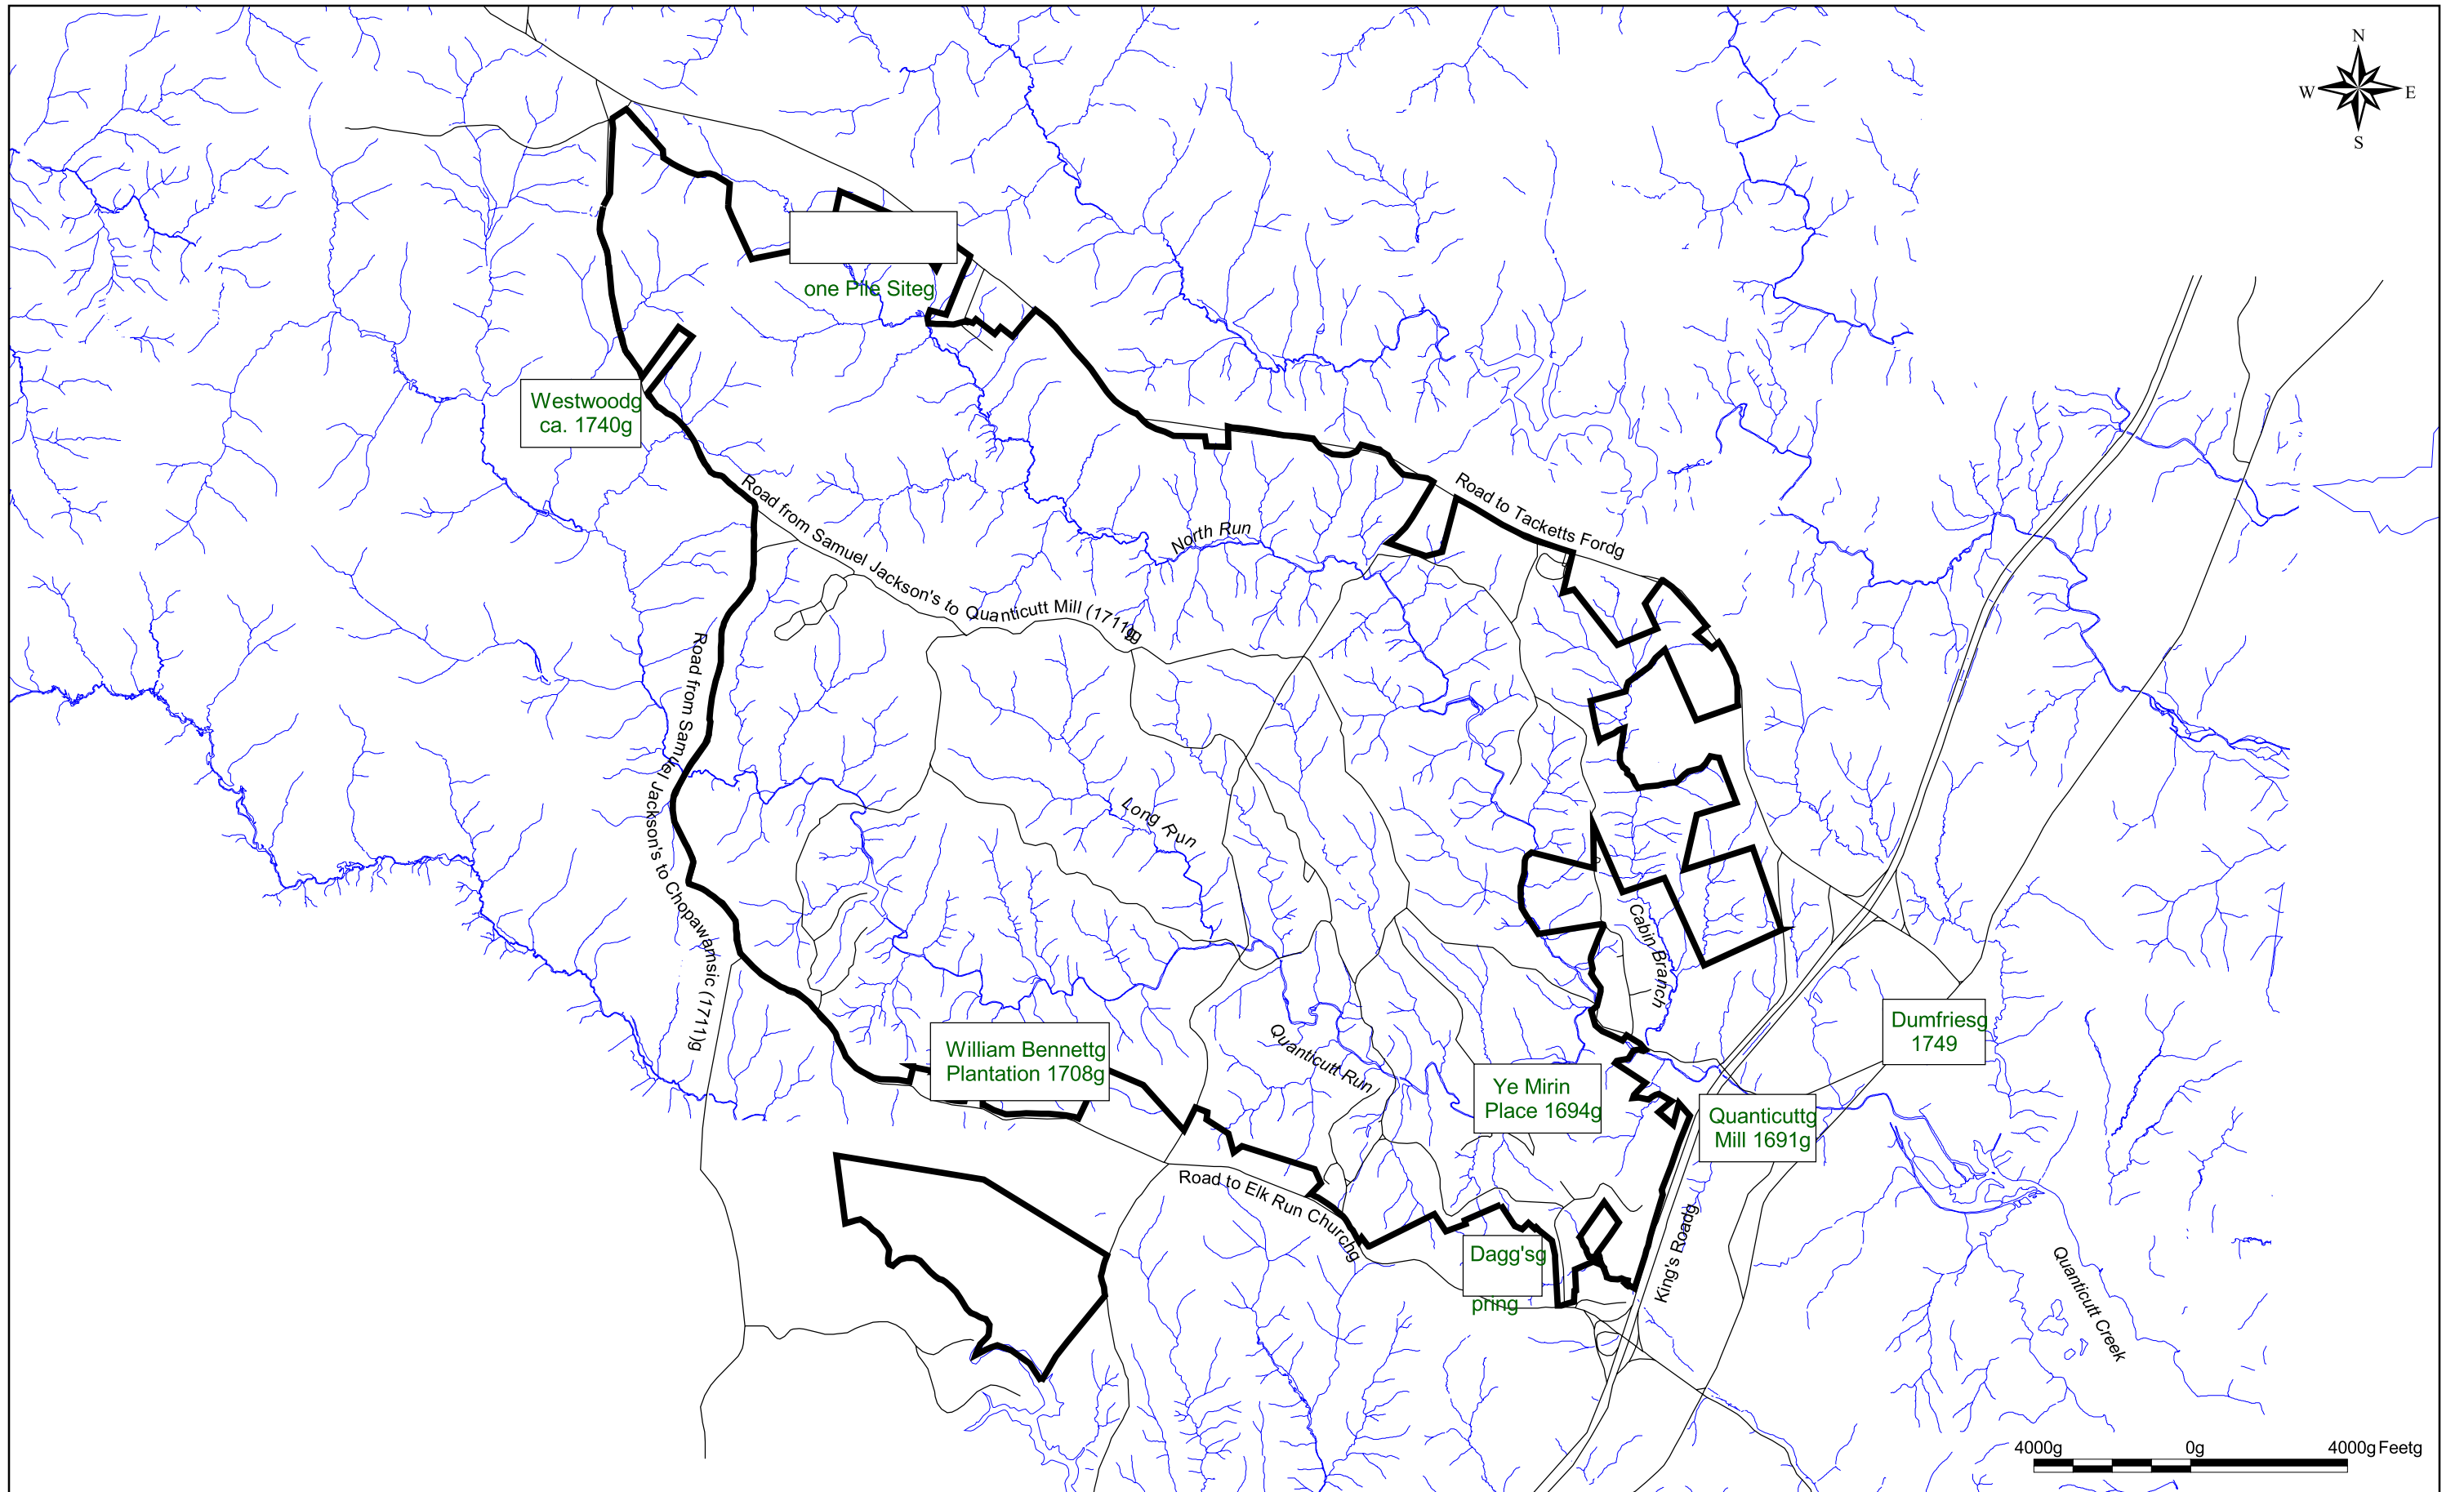 N
W E
S
one Pile Siteg
Westwoodg
ca. 1740g
Road from Samuel Jackson's to Quanticutt Mill (1711g
North Run
Road to Tacketts Fordg
Road from Samuel Jackson's to Chopawamsic (1711)g
Long Run
Cabin Branch
Quanticutt Run
William Bennettg
Plantation 1708g
Dumfriesg
1749
Ye Mirin
Place 1694g
Quanticuttg
Mill 1691g
Road to Elk Run Churchg
King's Roadg
Dagg'sg
pring
Quanticutt Creek
4000g 0g 4000g Feetg